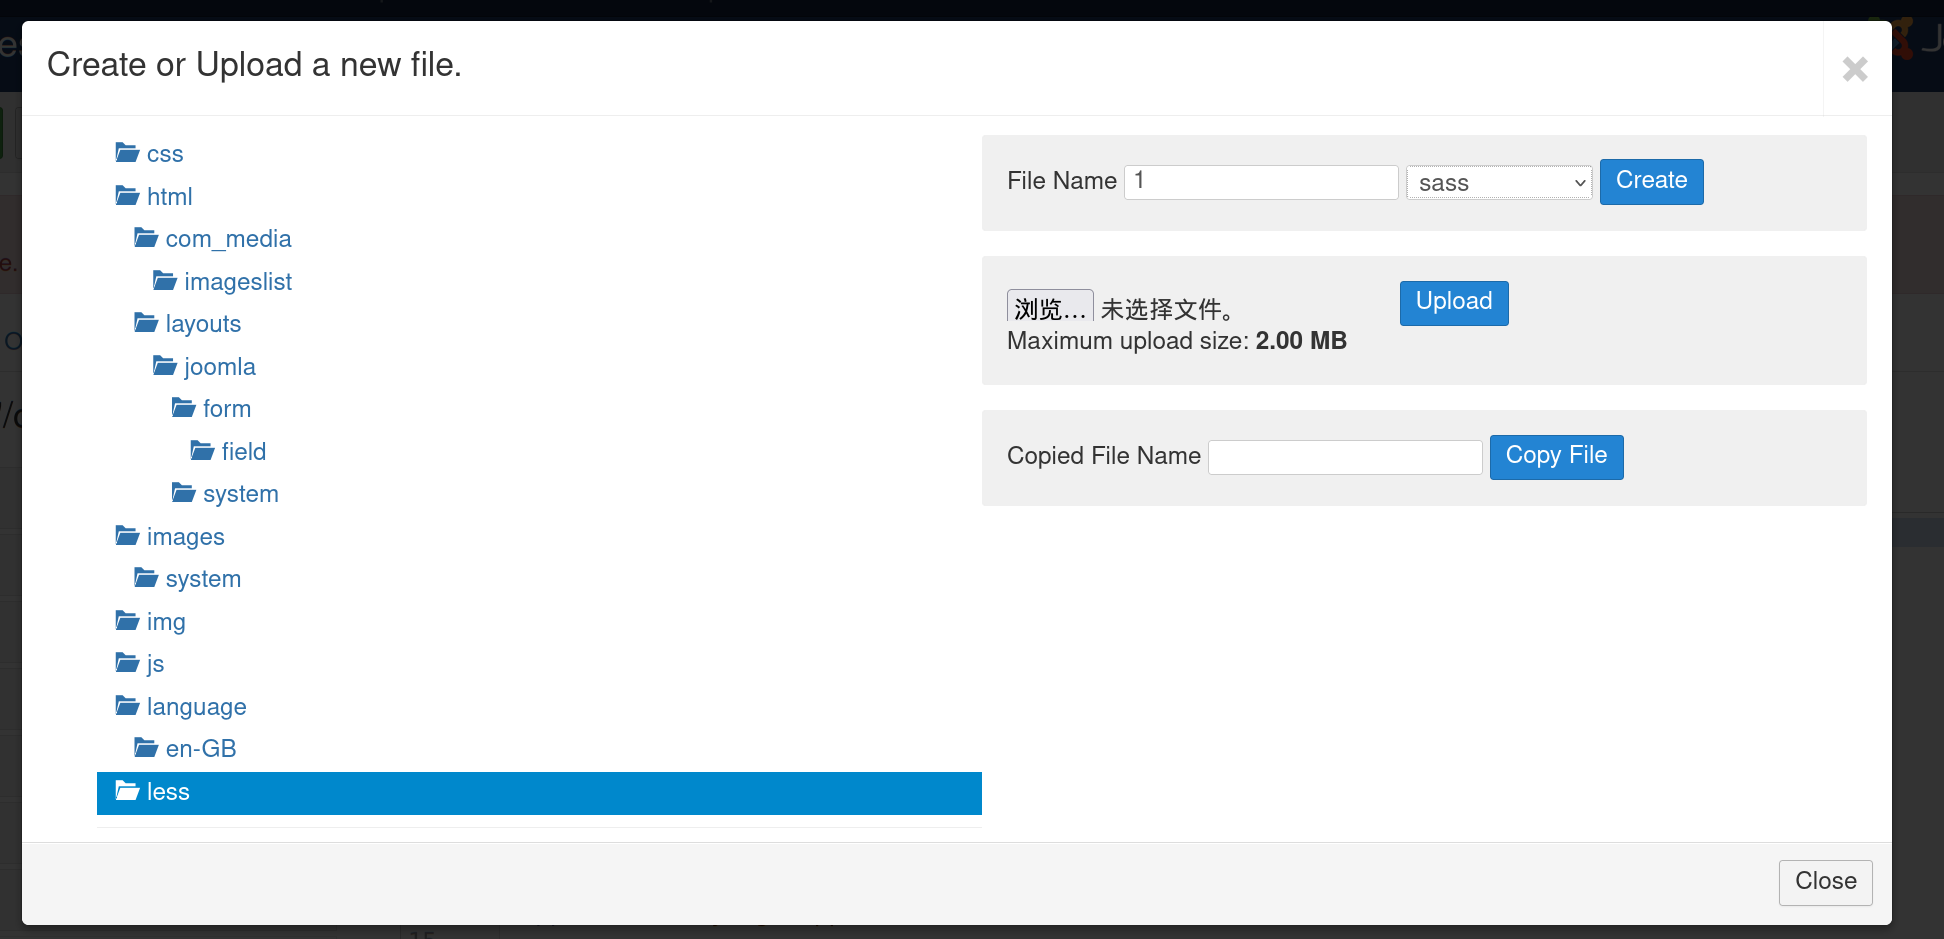 Create or Upload a new file.
×
css
html
com_media
imageslist
layouts
joomla
form
field
system
images
system
img
js
language
en-GB
less
File Name 1 sass Create
浏览… 未选择文件。 Upload
Maximum upload size: 2.00 MB
Copied File Name Copy File
Close